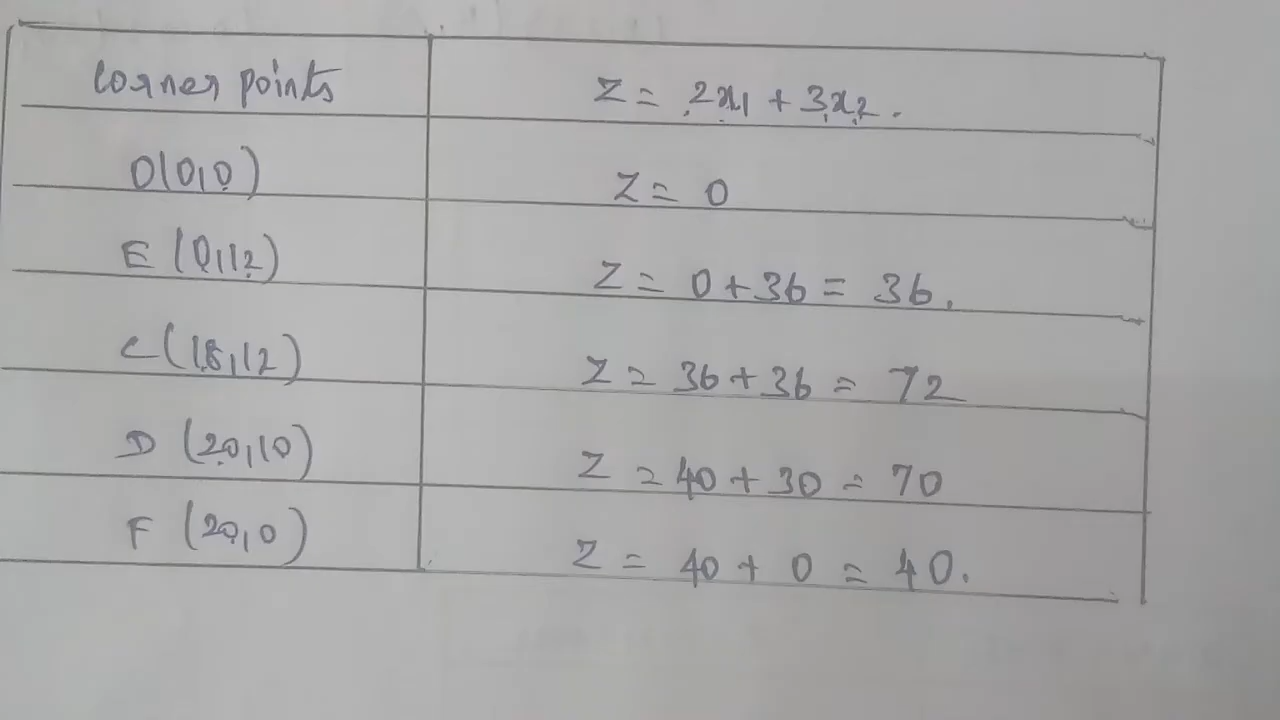 Corner points Z = 2x1 + 3x2.
O(0,0) Z = 0
E (0,12) Z = 0 + 36 = 36.
C (18,12) Z = 36 + 36 = 72
D (20,10) Z = 40 + 30 = 70
F (20,0) Z = 40 + 0 = 40.